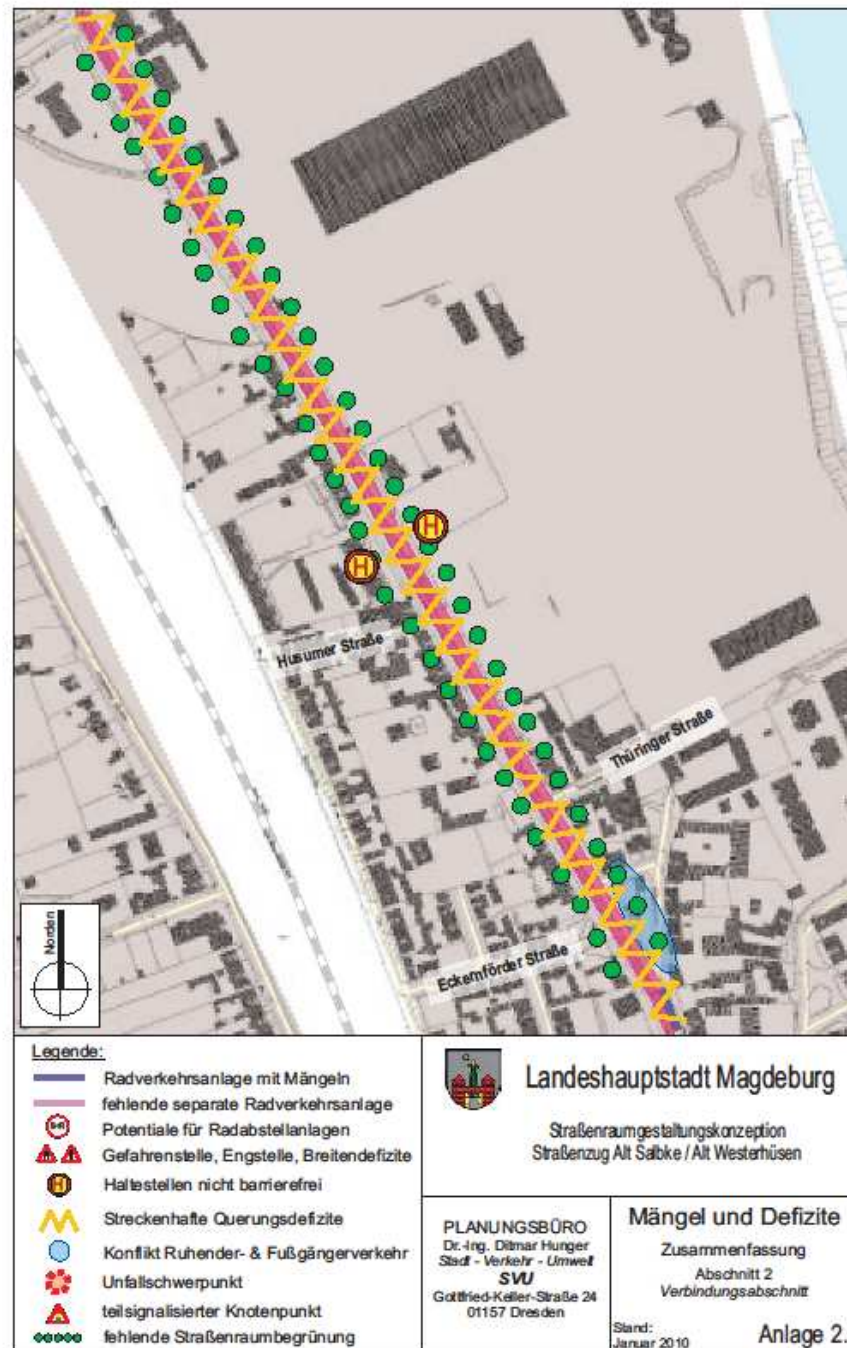 H
H
Husumer Straße
Thüringer Straße
Eckernförder Straße
Norden
Legende:
Radverkehrsanlage mit Mängeln
fehlende separate Radverkehrsanlage
Potentiale für Radabstellanlagen
Gefahrenstelle, Engstelle, Breitendefizite
H Haltestellen nicht barrierefrei
Streckenhafte Querungsdefizite
Konflikt Ruhender- & Fußgängerverkehr
Unfallschwerpunkt
teilsignalisierter Knotenpunkt
fehlende Straßenraumbegrünung
Landeshauptstadt Magdeburg
Straßenraumgestaltungskonzeption
Straßenzug Alt Salbke / Alt Westerhüsen
PLANUNGSBÜRO
Dr.-Ing. Ditmar Hunger
Stadt - Verkehr - Umwelt
SVU
Gottfried-Keller-Straße 24
01157 Dresden
Mängel und Defizite
Zusammenfassung
Abschnitt 2
Verbindungsabschnitt
Stand:
Januar 2010
Anlage 2.